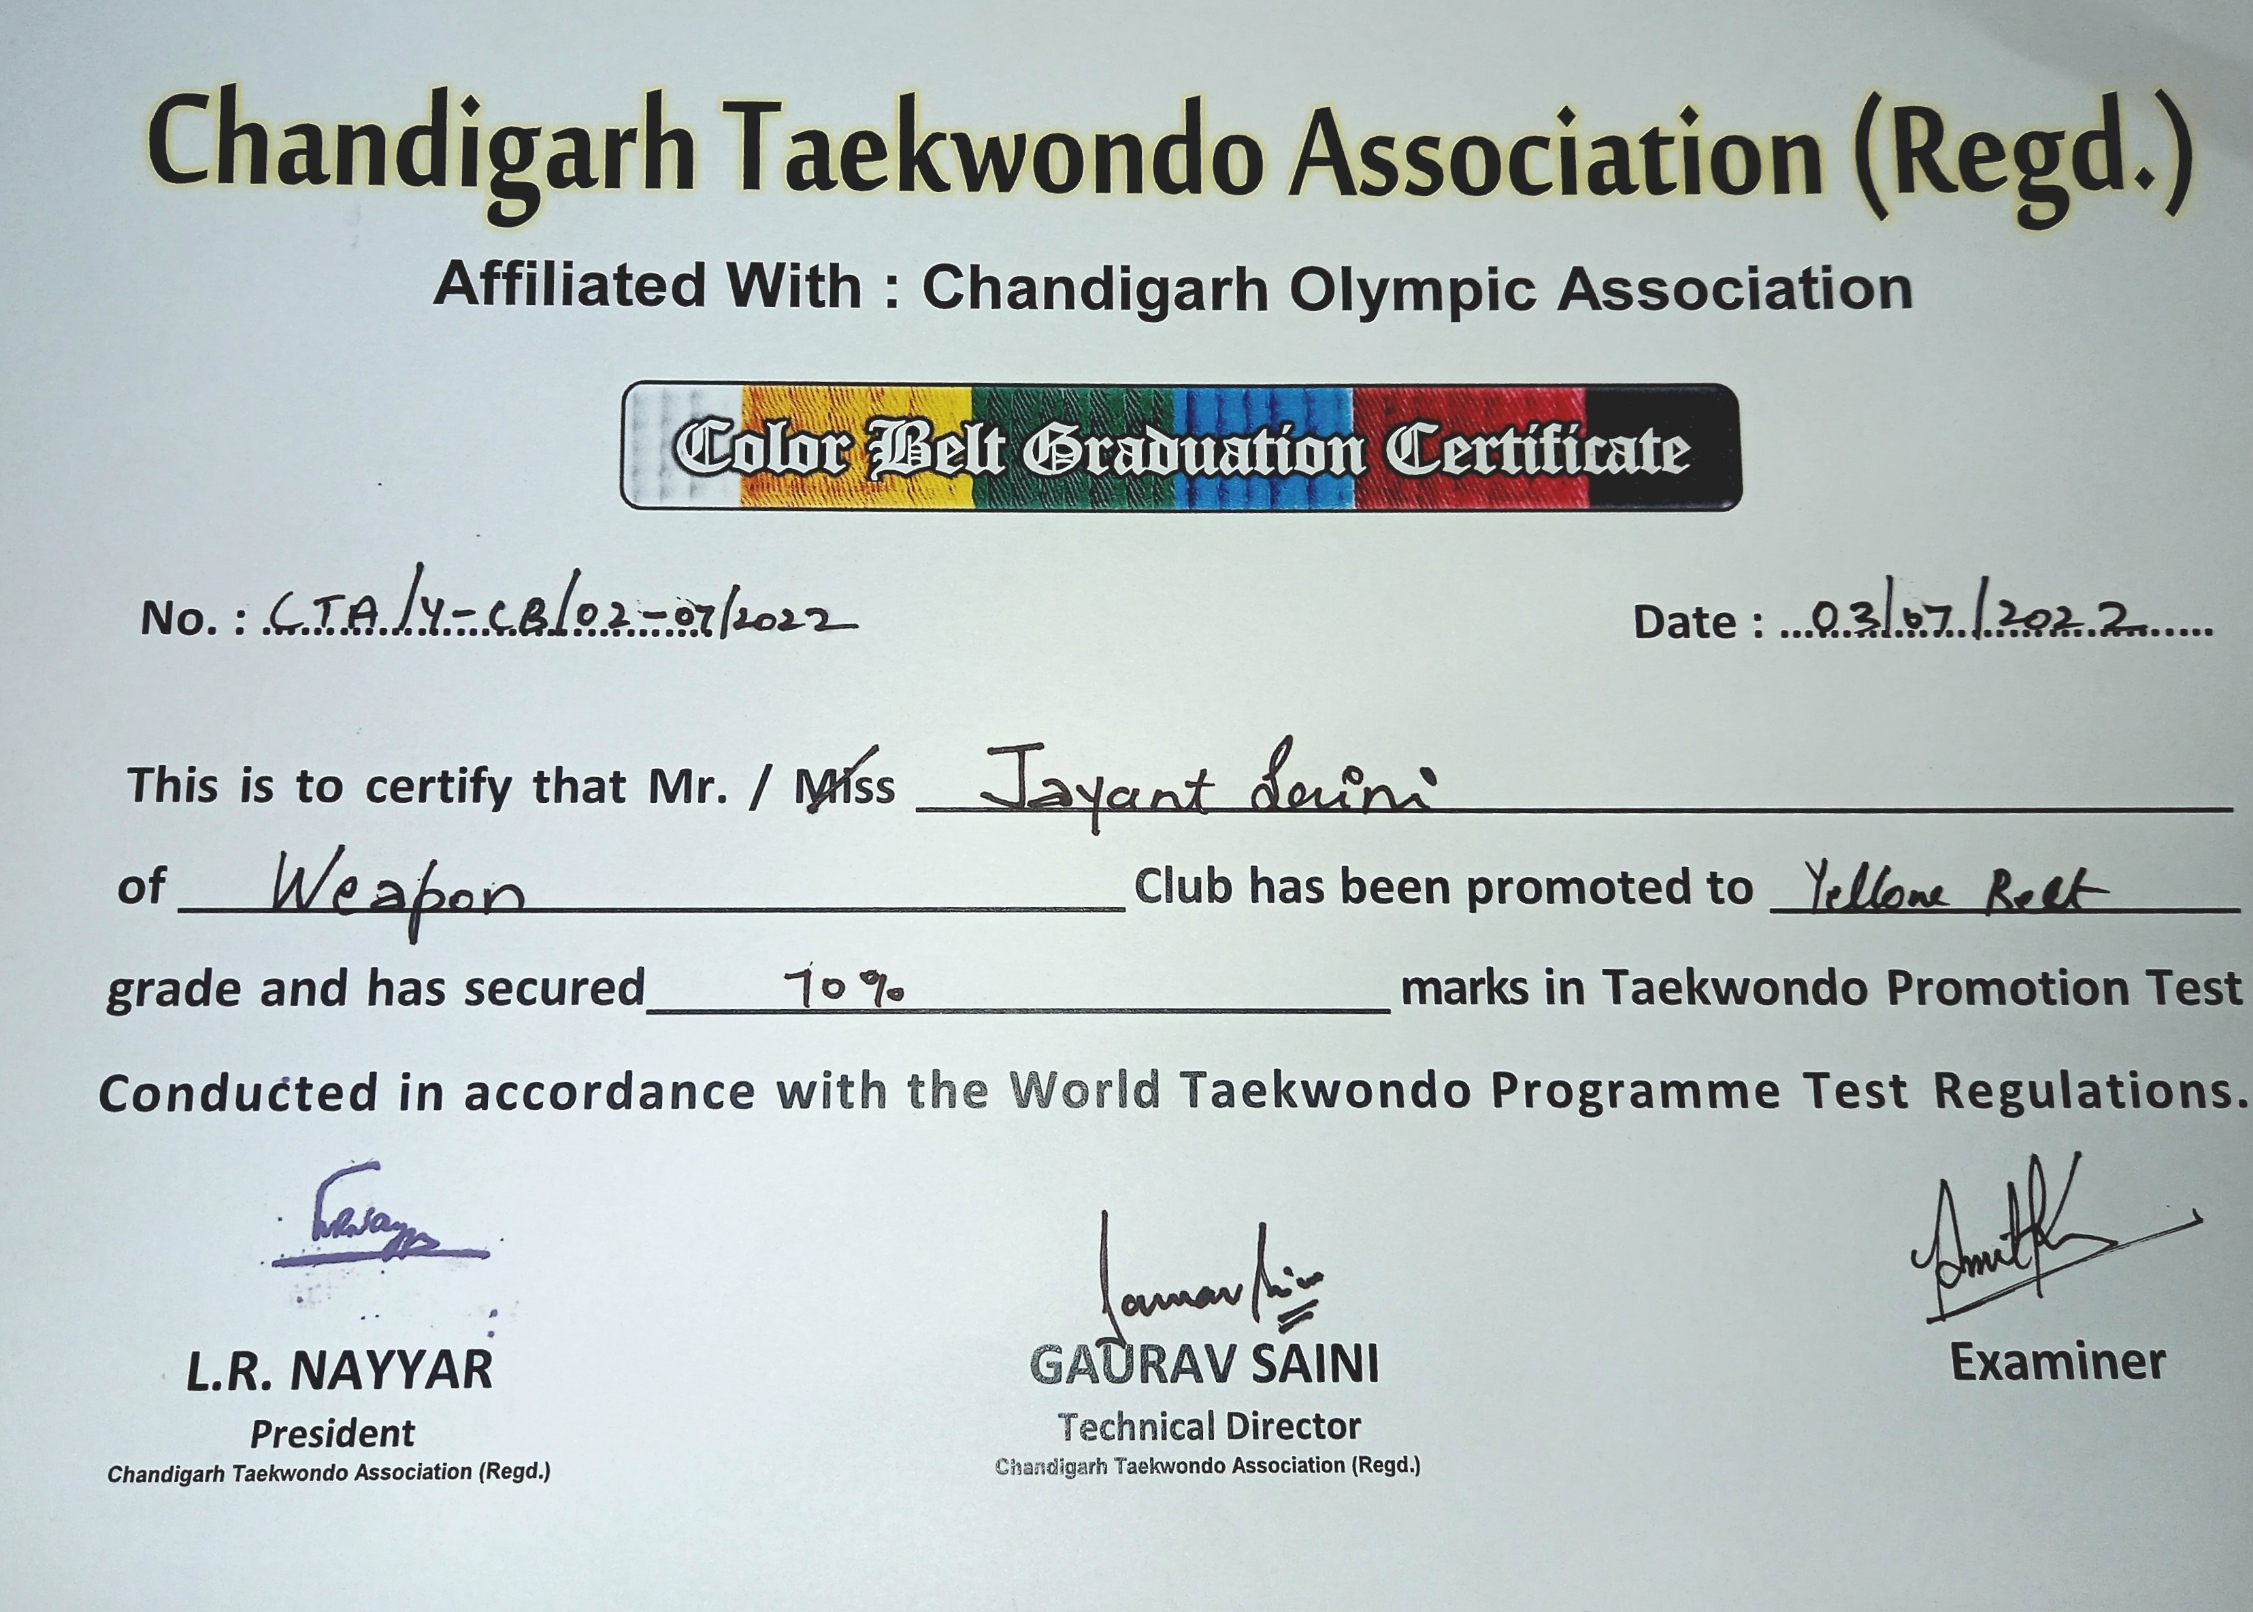 Chandigarh Taekwondo Association (Regd.)
Affiliated With : Chandigarh Olympic Association
Color Belt Graduation Certificate
No. : CTA/Y-CB/02-07/2022 Date : 03/07/2022
This is to certify that Mr. / Miss Jayant Saini
of Weapon Club has been promoted to Yellow Belt
grade and has secured 70% marks in Taekwondo Promotion Test
Conducted in accordance with the World Taekwondo Programme Test Regulations.
L.R. NAYYAR GAURAV SAINI Examiner
President Technical Director
Chandigarh Taekwondo Association (Regd.) Chandigarh Taekwondo Association (Regd.)